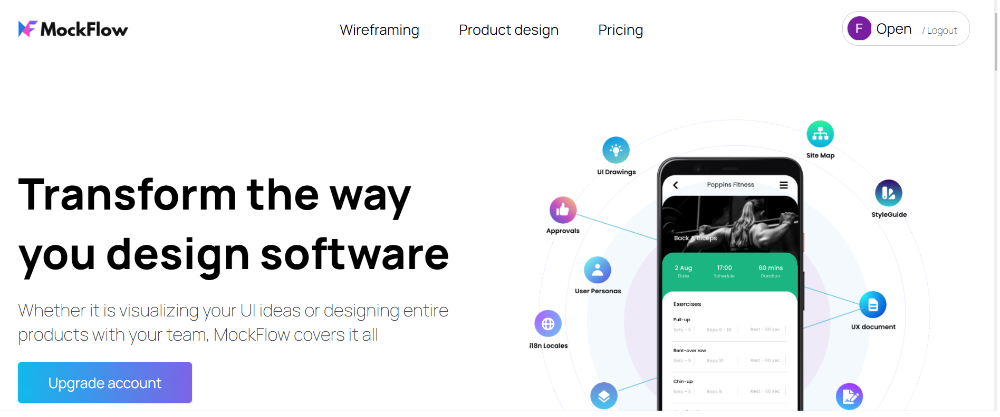 MockFlow
Wireframing
Product design
Pricing
F
Open / Logout
Transform the way
you design software
Whether it is visualizing your UI ideas or designing entire
products with your team, MockFlow covers it all
Upgrade account
UI Drawings
Site Map
Approvals
StyleGuide
User Personas
i18n Locales
UX document
Poppins Fitness
Back & Biceps
2 Aug 17:00 60 mins
Date Schedule Duration
Exercises
Pull-up
Sets - 5 Reps 6 - 10 Rest - 60 sec
Bent-over row
Sets - 5 Reps 10 Rest - 60 sec
Chin-up
Sets - 3 Reps 6 Rest - 60 sec